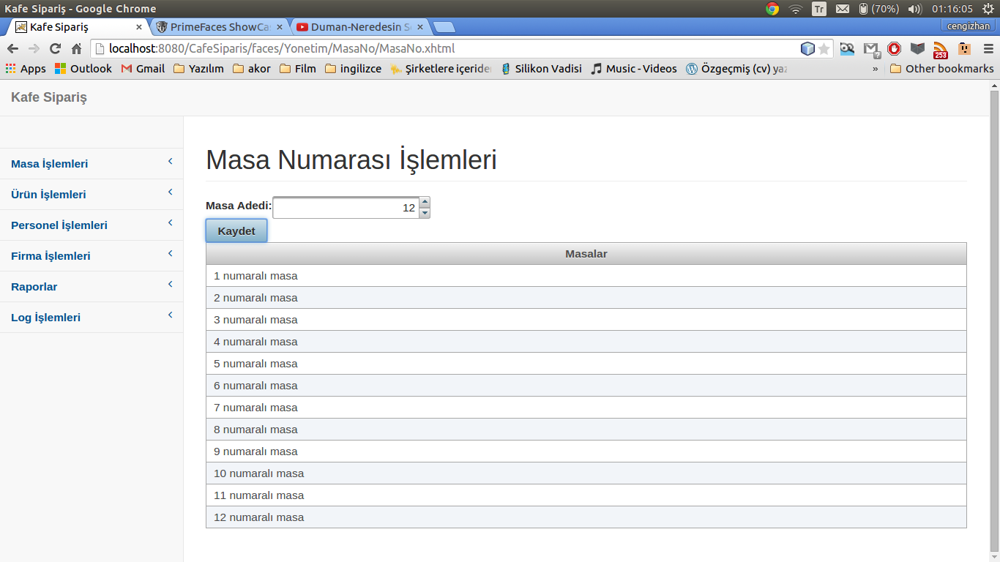 Kafe Sipariş - Google Chrome
Tr
(70%)
01:16:05
Kafe Sipariş
PrimeFaces ShowCa
Duman-Neredesin S
cengizhan
localhost:8080/CafeSiparis/faces/Yonetim/MasaNo/MasaNo.xhtml
253
Apps
Outlook
Gmail
Yazılım
akor
Film
ingilizce
Şirketlere içeride
Silikon Vadisi
Music - Videos
Özgeçmiş (cv) yaz
»
Other bookmarks
Kafe Sipariş
Masa İşlemleri
Ürün İşlemleri
Personel İşlemleri
Firma İşlemleri
Raporlar
Log İşlemleri
Masa Numarası İşlemleri
Masa Adedi: 12
Kaydet
Masalar
1 numaralı masa
2 numaralı masa
3 numaralı masa
4 numaralı masa
5 numaralı masa
6 numaralı masa
7 numaralı masa
8 numaralı masa
9 numaralı masa
10 numaralı masa
11 numaralı masa
12 numaralı masa